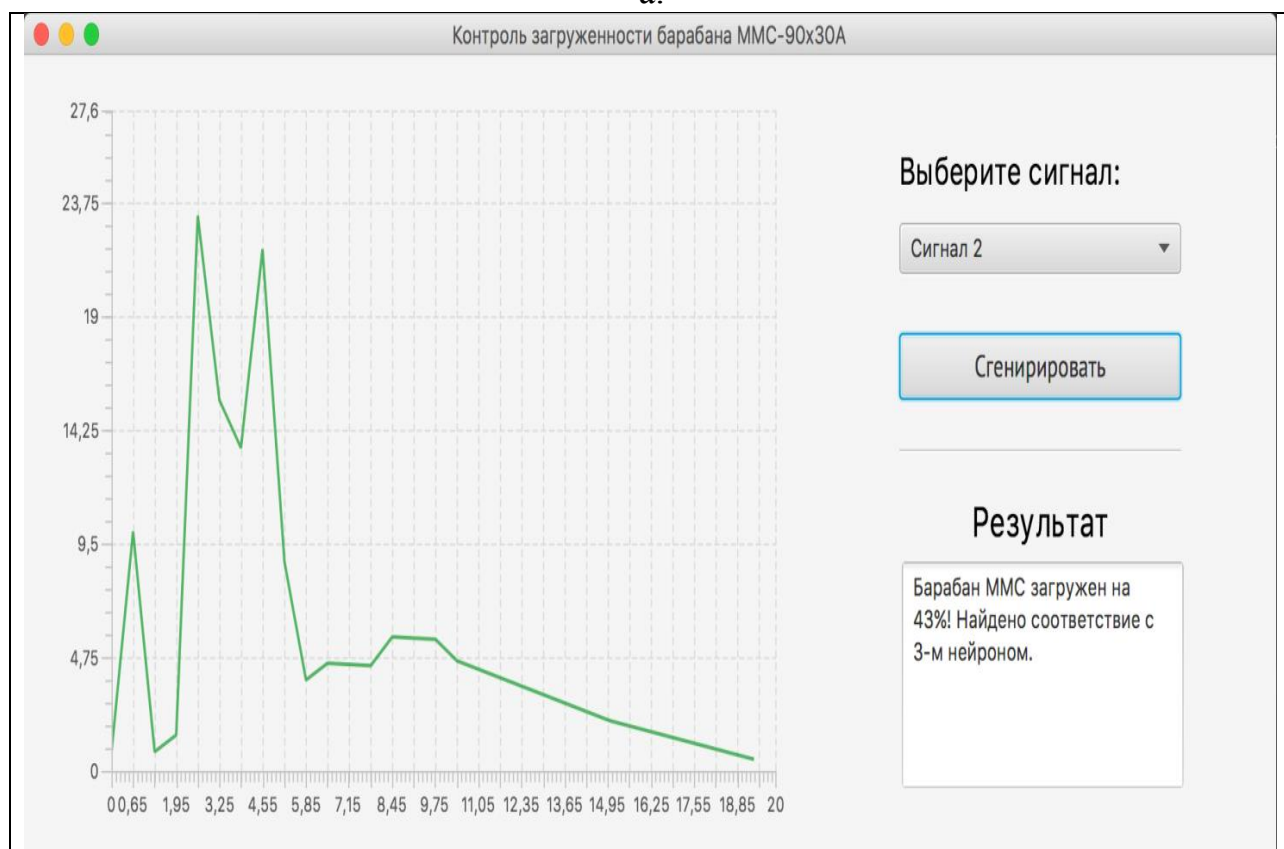 а.
Контроль загруженности барабана ММС-90х30А
27,6
23,75
19
14,25
9,5
4,75
0
0 0,65 1,95 3,25 4,55 5,85 7,15 8,45 9,75 11,05 12,35 13,65 14,95 16,25 17,55 18,85 20
Выберите сигнал:
Сигнал 2
Сгенирировать
Результат
Барабан ММС загружен на
43%! Найдено соответствие с
3-м нейроном.